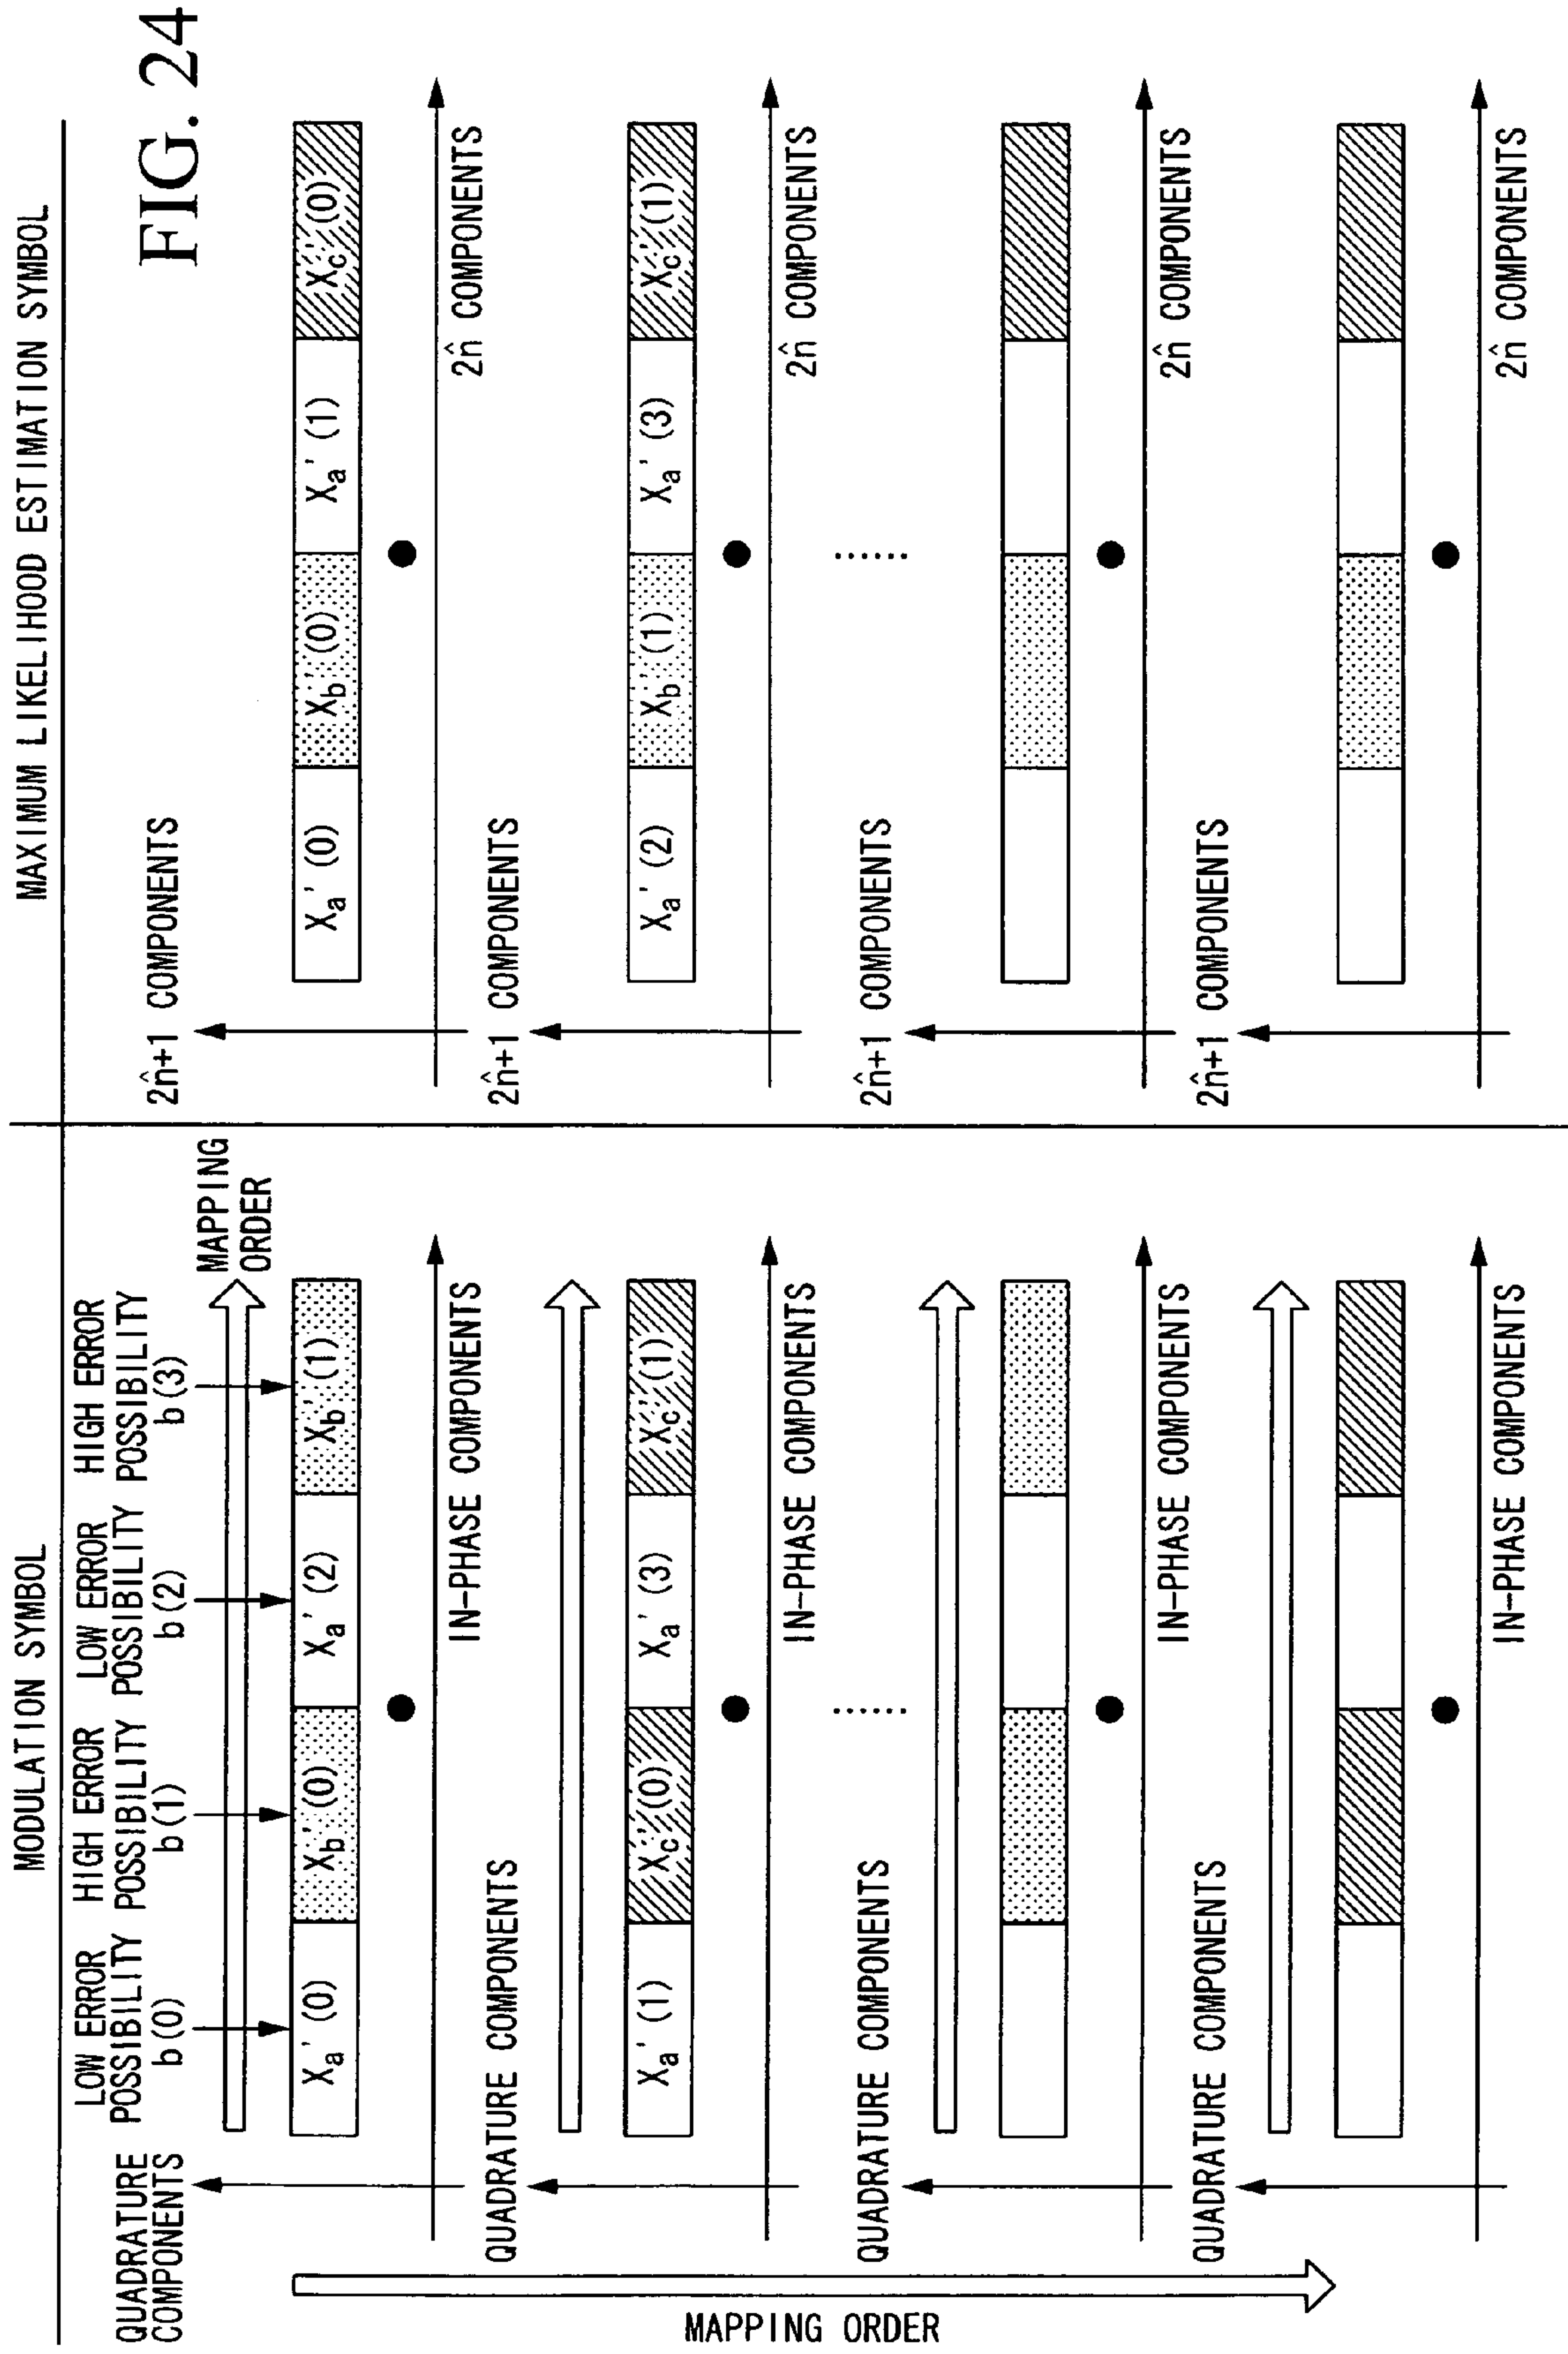 FIG. 24
MODULATION SYMBOL
MAXIMUM LIKELIHOOD ESTIMATION SYMBOL
QUADRATURE
COMPONENTS
LOW ERROR
POSSIBILITY
b(0)
HIGH ERROR
POSSIBILITY
b(1)
LOW ERROR
POSSIBILITY
b(2)
HIGH ERROR
POSSIBILITY
b(3)
MAPPING
ORDER
Xa' (0) Xb' (0) Xa' (2) Xb' (1)
IN-PHASE COMPONENTS
2n̂+1 COMPONENTS
Xa' (0) Xb' (0) Xa' (1) Xc' (0)
2n̂ COMPONENTS
QUADRATURE COMPONENTS
Xa' (1) Xc' (0) Xa' (3) Xc' (1)
IN-PHASE COMPONENTS
2n̂+1 COMPONENTS
Xa' (2) Xb' (1) Xa' (3) Xc' (1)
2n̂ COMPONENTS
......
......
QUADRATURE COMPONENTS
IN-PHASE COMPONENTS
2n̂+1 COMPONENTS
2n̂ COMPONENTS
QUADRATURE COMPONENTS
IN-PHASE COMPONENTS
2n̂+1 COMPONENTS
2n̂ COMPONENTS
MAPPING ORDER